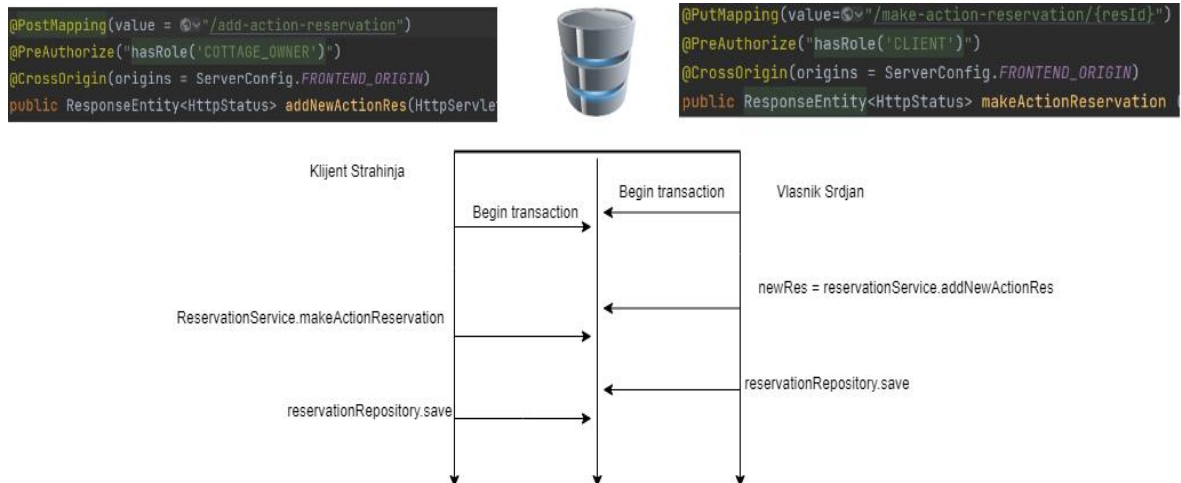 @PostMapping(value = "/add-action-reservation")
@PreAuthorize("hasRole('COTTAGE_OWNER')")
@CrossOrigin(origins = ServerConfig.FRONTEND_ORIGIN)
public ResponseEntity<HttpStatus> addNewActionRes(HttpServlet
@PutMapping(value="/make-action-reservation/{resId}")
@PreAuthorize("hasRole('CLIENT')")
@CrossOrigin(origins = ServerConfig.FRONTEND_ORIGIN)
public ResponseEntity<HttpStatus> makeActionReservation (
Klijent Strahinja
Begin transaction
Vlasnik Srdjan
Begin transaction
newRes = reservationService.addNewActionRes
ReservationService.makeActionReservation
reservationRepository.save
reservationRepository.save